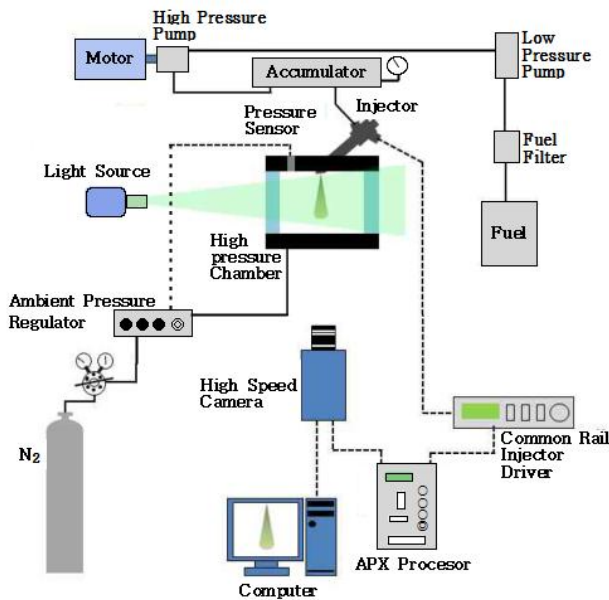 High Pressure
Pump
Motor
Accumulator
Low
Pressure
Pump
Pressure
Sensor
Injector
Fuel
Filter
Light Source
Fuel
High
pressure
Chamber
Ambient Pressure
Regulator
High Speed
Camera
N2
Common Rail
Injector
Driver
APX Procesor
Computer